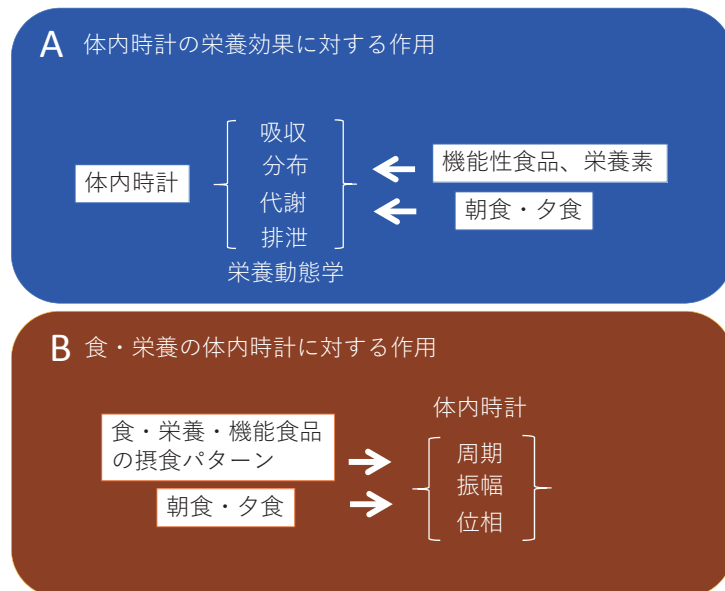 A 体内時計の栄養効果に対する作用
体内時計
吸収
分布
代謝
排泄
栄養動態学
機能性食品、栄養素
朝食・夕食
B 食・栄養の体内時計に対する作用
食・栄養・機能食品
の摂食パターン
朝食・夕食
体内時計
周期
振幅
位相